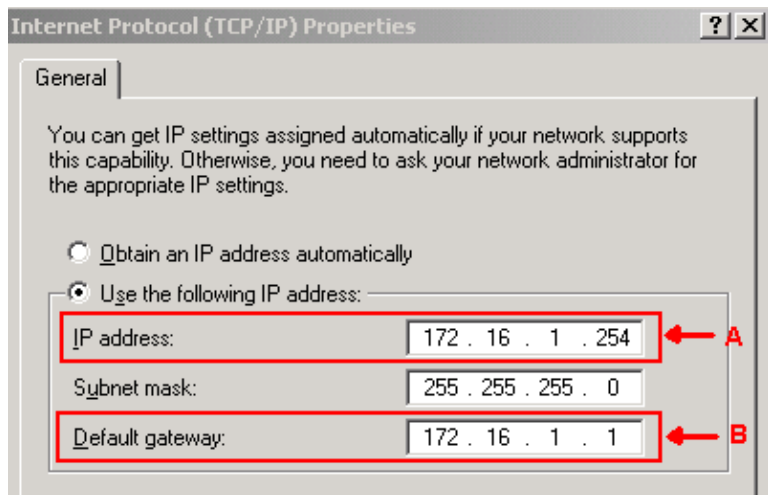 Internet Protocol (TCP/IP) Properties ? X
General
You can get IP settings assigned automatically if your network supports
this capability. Otherwise, you need to ask your network administrator for
the appropriate IP settings.
Obtain an IP address automatically
Use the following IP address:
IP address: 172 . 16 . 1 . 254 A
Subnet mask: 255 . 255 . 255 . 0
Default gateway: 172 . 16 . 1 . 1 B